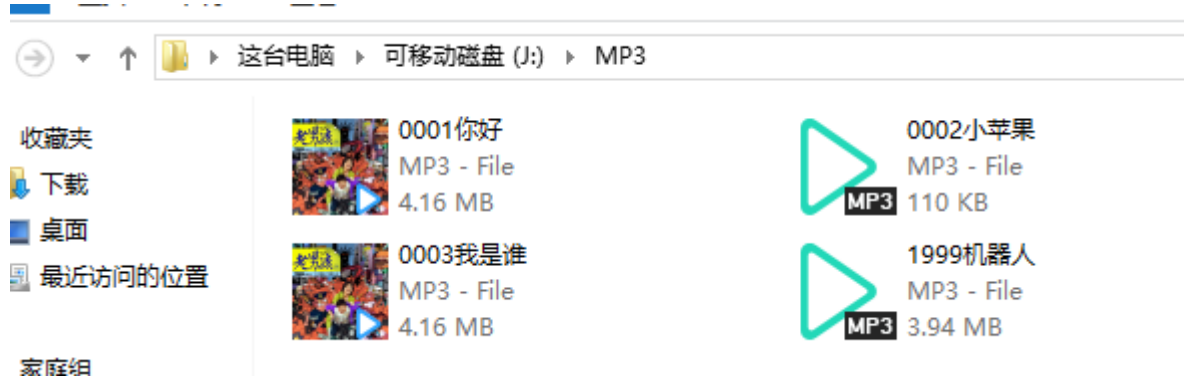 这台电脑 ▸ 可移动磁盘 (J:) ▸ MP3
收藏夹
下载
桌面
最近访问的位置
家庭组
0001你好
MP3 - File
4.16 MB
0002小苹果
MP3 - File
MP3 110 KB
0003我是谁
MP3 - File
4.16 MB
1999机器人
MP3 - File
MP3 3.94 MB